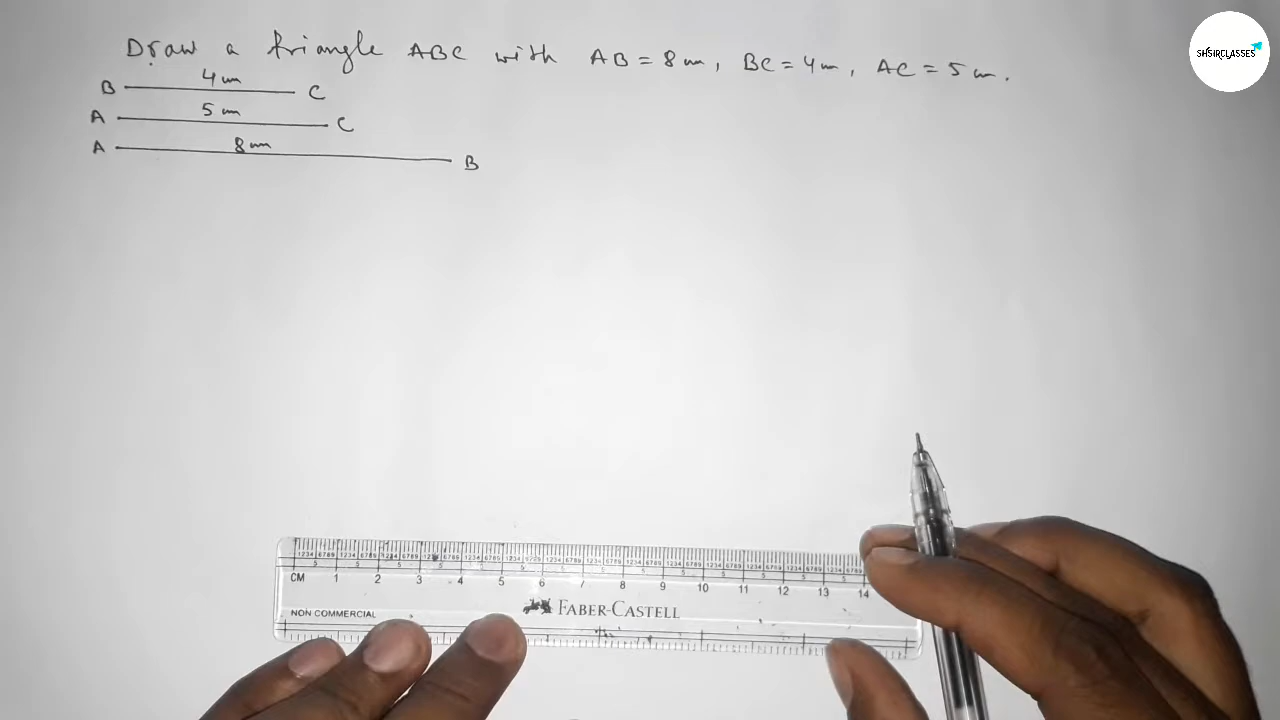 Draw a triangle ABC with AB = 8 cm, BC = 4 cm, AC = 5 cm.
SHSIRCLASSES
B 4 cm C
A 5 cm C
A 8 cm B
CM 1 2 3 4 5 6 7 8 9 10 11 12 13 14
FABER-CASTELL
NON COMMERCIAL